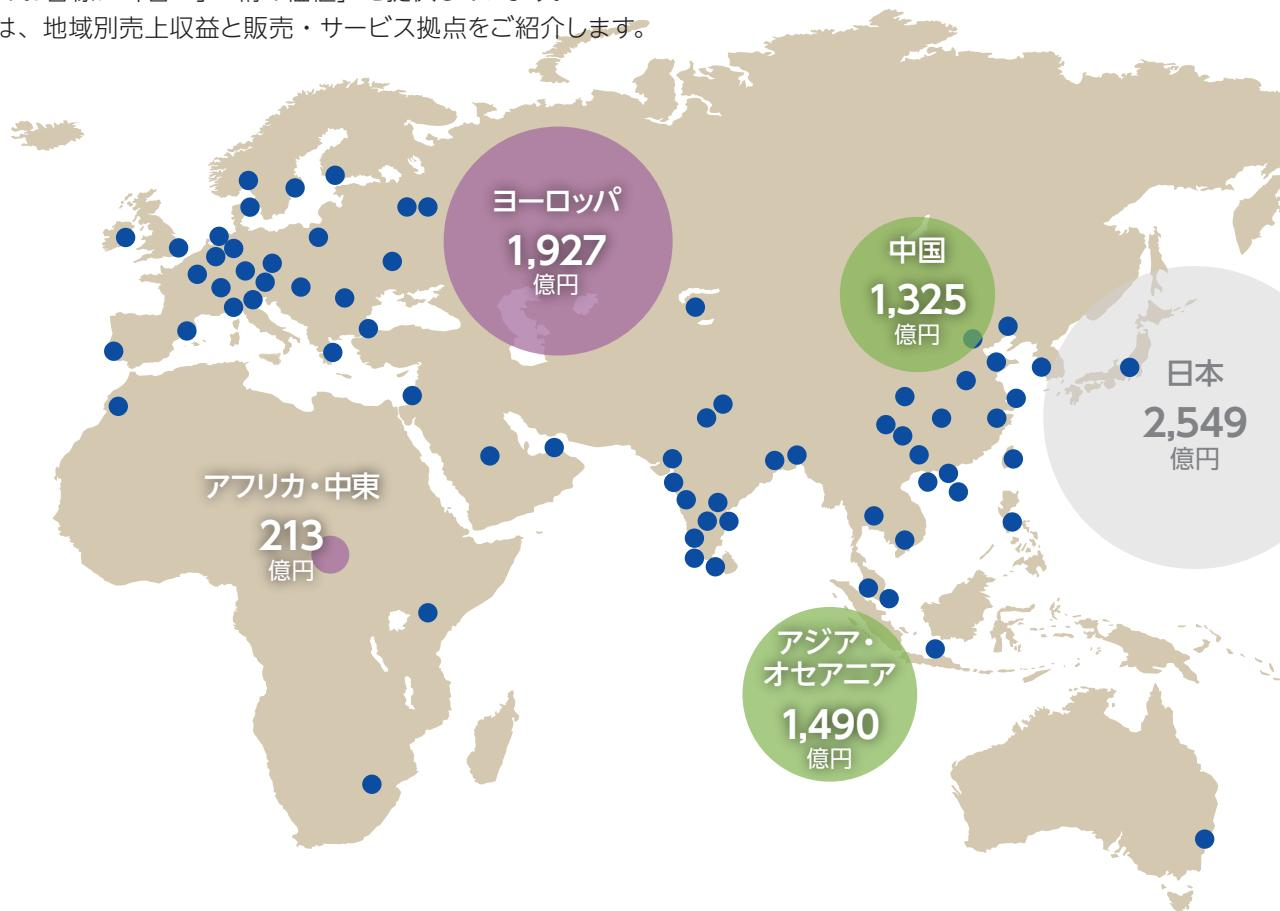 は、地域別売上収益と販売・サービス拠点をご紹介します。
ヨーロッパ
1,927
億円
中国
1,325
億円
日本
2,549
億円
アフリカ・中東
213
億円
アジア・
オセアニア
1,490
億円